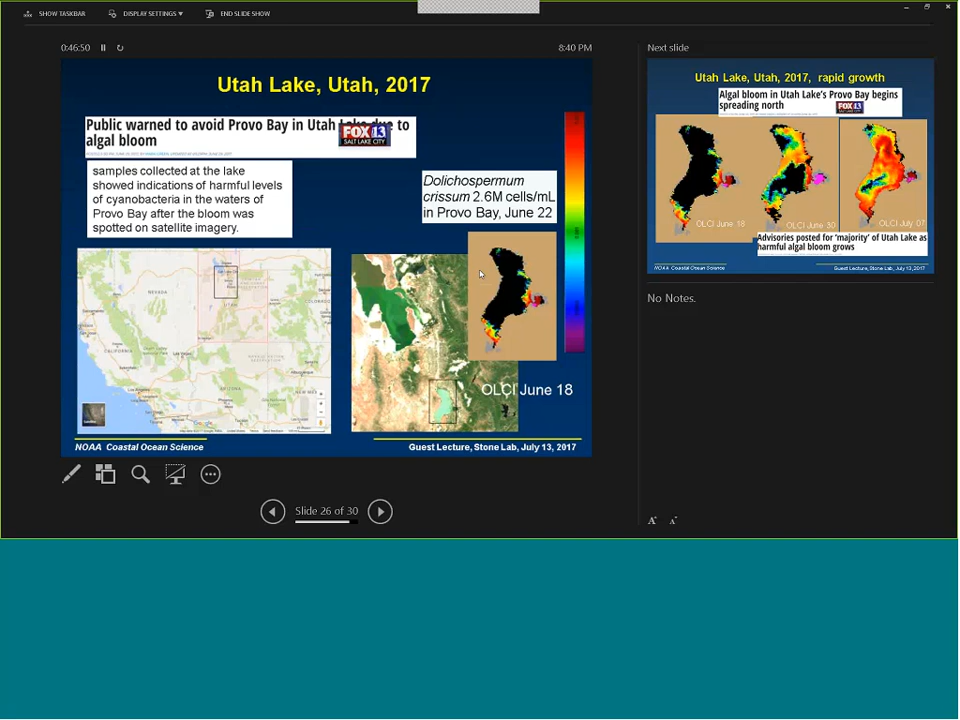 SHOW TASKBAR
DISPLAY SETTINGS
END SLIDE SHOW
0:46:50
8:40 PM
Next slide
Utah Lake, Utah, 2017
Public warned to avoid Provo Bay in Utah Lake due to
algal bloom
FOX 13
SALT LAKE CITY
samples collected at the lake
showed indications of harmful levels
of cyanobacteria in the waters of
Provo Bay after the bloom was
spotted on satellite imagery.
Dolichospermum
crissum 2.6M cells/mL
in Provo Bay, June 22
NEVADA
UTAH
COLORADO
CALIFORNIA
ARIZONA
OLCI June 18
NOAA Coastal Ocean Science
Guest Lecture, Stone Lab, July 13, 2017
Slide 26 of 30
Utah Lake, Utah, 2017, rapid growth
Algal bloom in Utah Lake's Provo Bay begins
spreading north
FOX 13
OLCI June 18
OLCI June 30
OLCI July 07
Advisories posted for 'majority' of Utah Lake as
harmful algal bloom grows
NOAA Coastal Ocean Science
Guest Lecture, Stone Lab, July 13, 2017
No Notes.
A
A